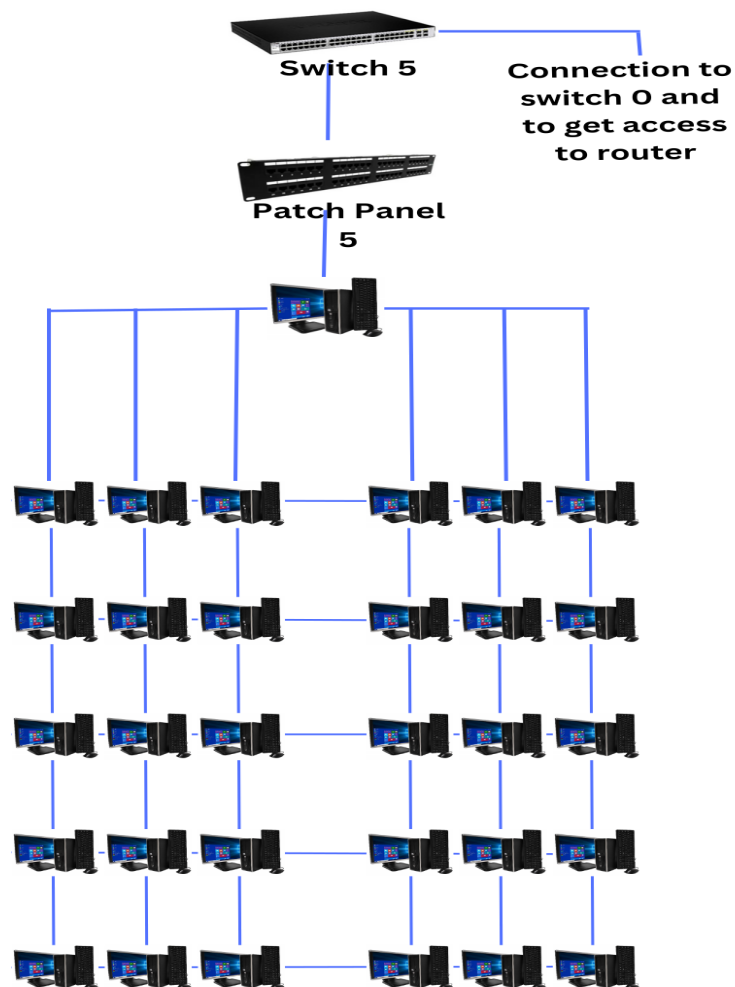 Switch 5
Connection to
switch 0 and
to get access
to router
Patch Panel
5